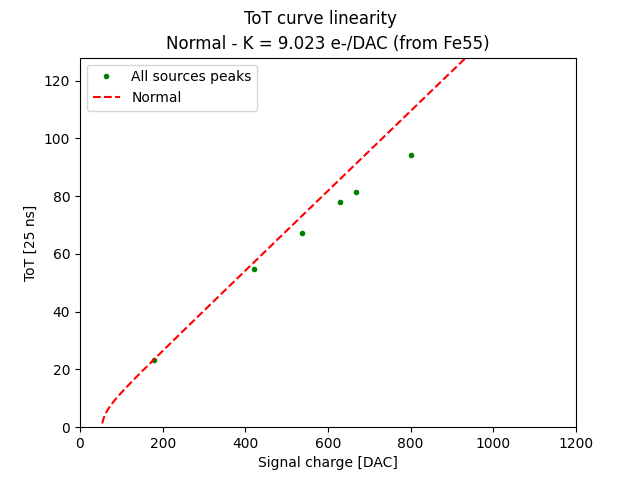 ToT curve linearity
Normal - K = 9.023 e-/DAC (from Fe55)
All sources peaks
Normal
ToT [25 ns]
120
100
80
60
40
20
0
0 200 400 600 800 1000 1200
Signal charge [DAC]